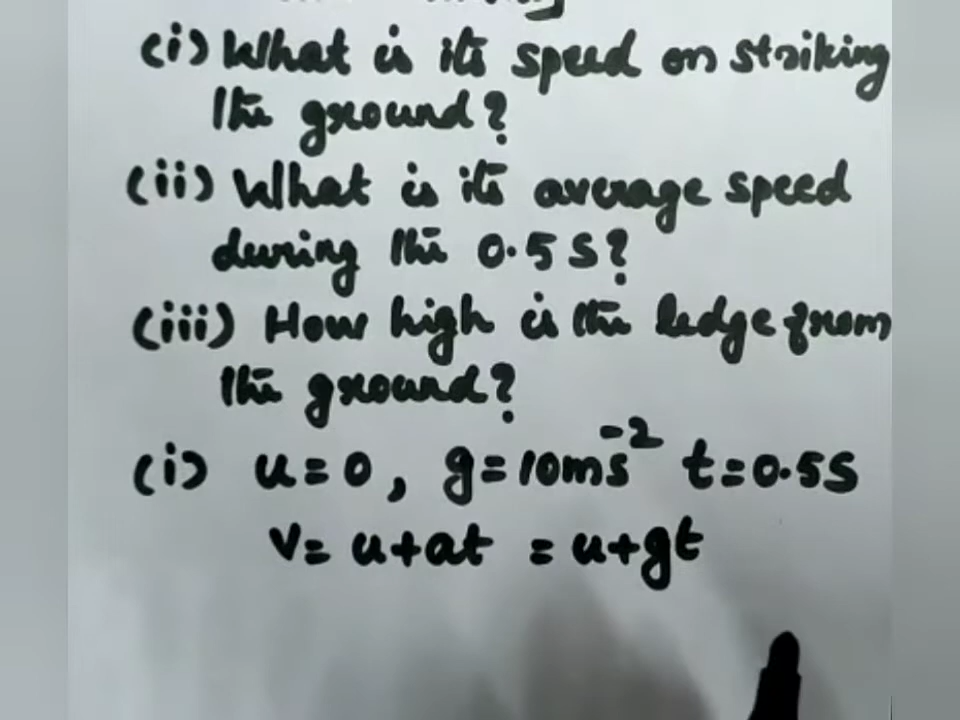 (i) What is its speed on striking
the ground?
(ii) What is its average speed
during the 0.5 s?
(iii) How high is the ledge from
the ground?
(i) u = 0, g = 10ms⁻² t = 0.5s
v = u + at = u + gt